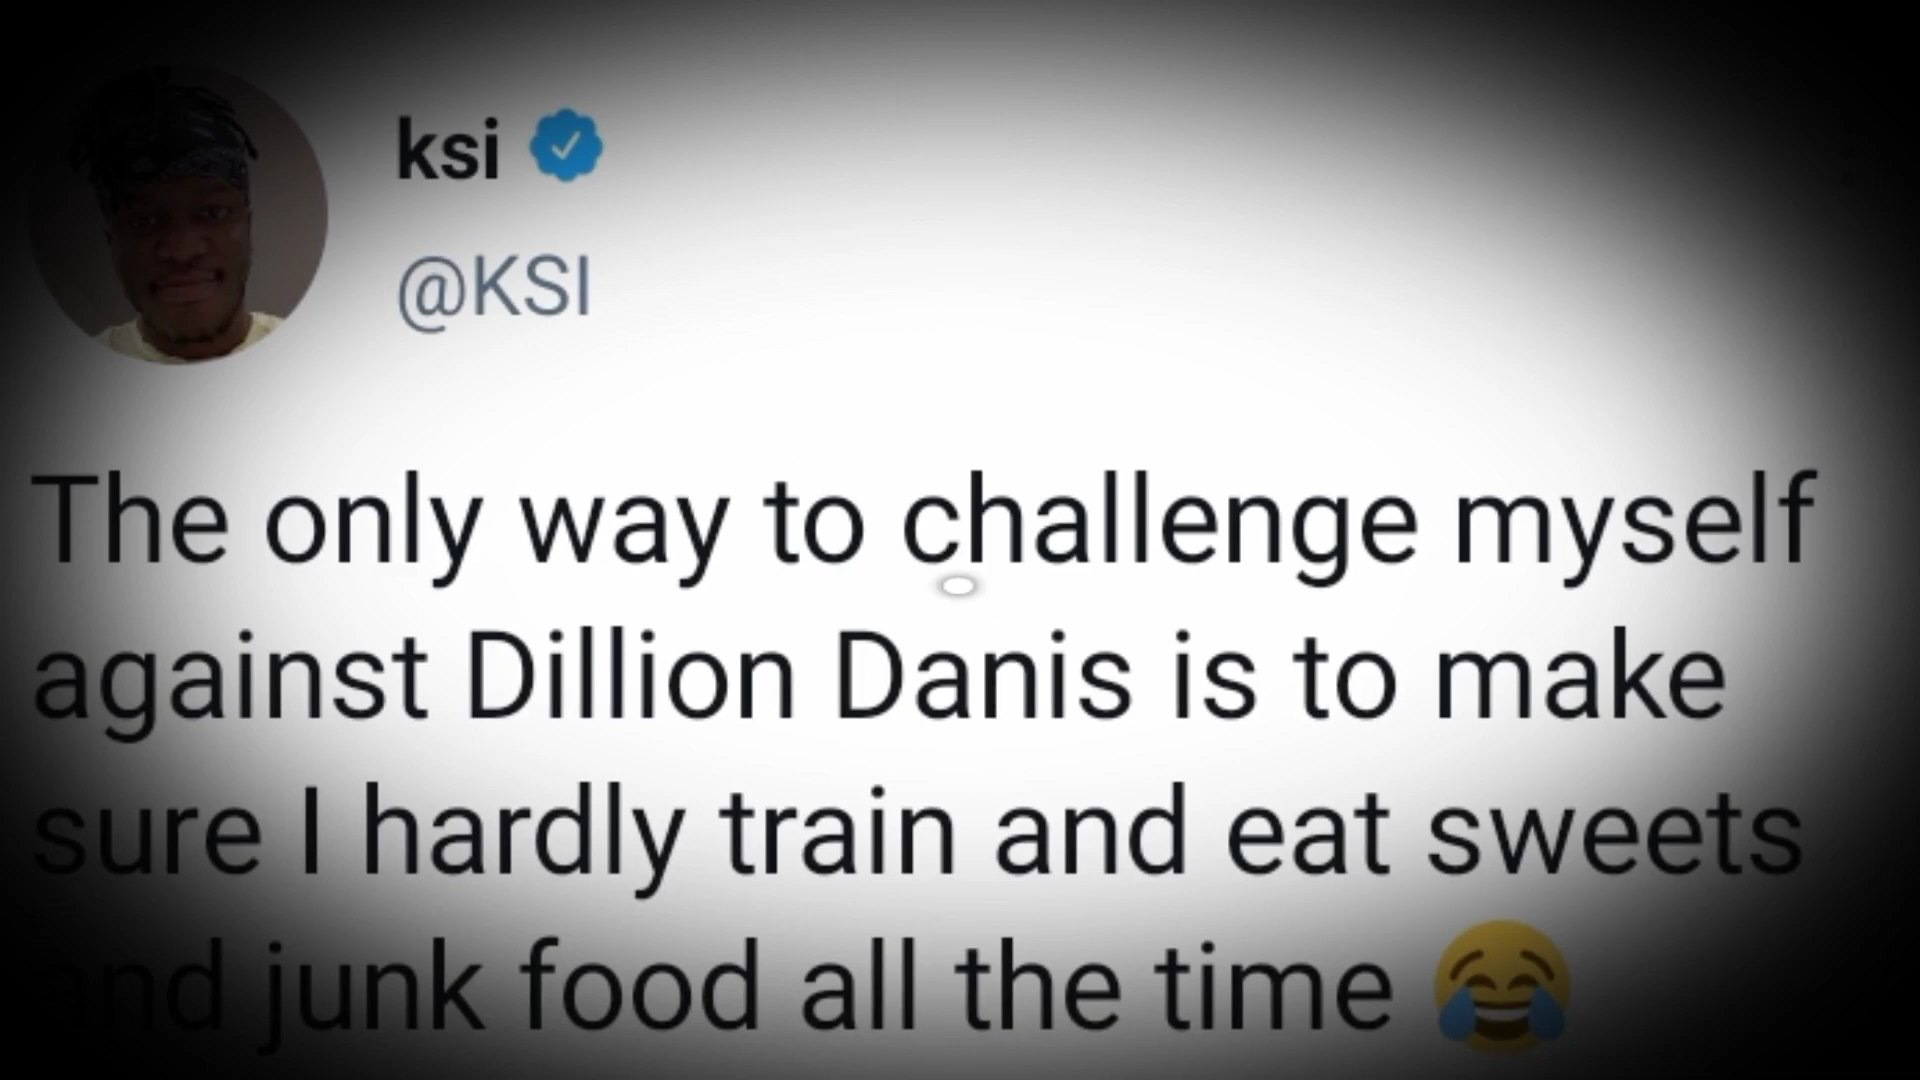 ksi
@KSI
The only way to challenge myself
against Dillion Danis is to make
sure I hardly train and eat sweets
and junk food all the time 😂